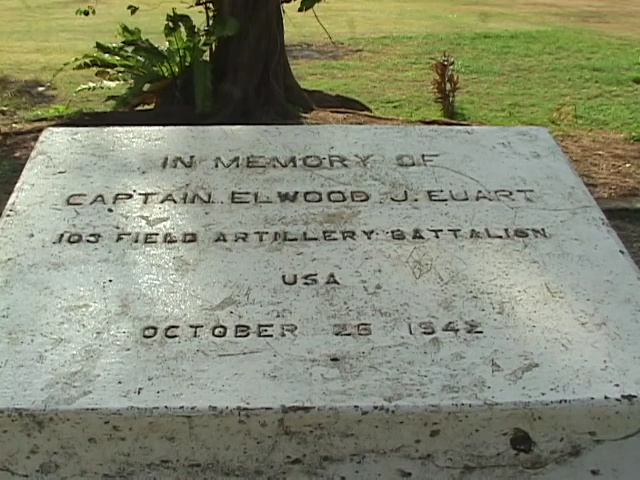 IN MEMORY OF
CAPTAIN ELWOOD J. EUART
103 FIELD ARTILLERY BATTALION
USA
OCTOBER 26 1942